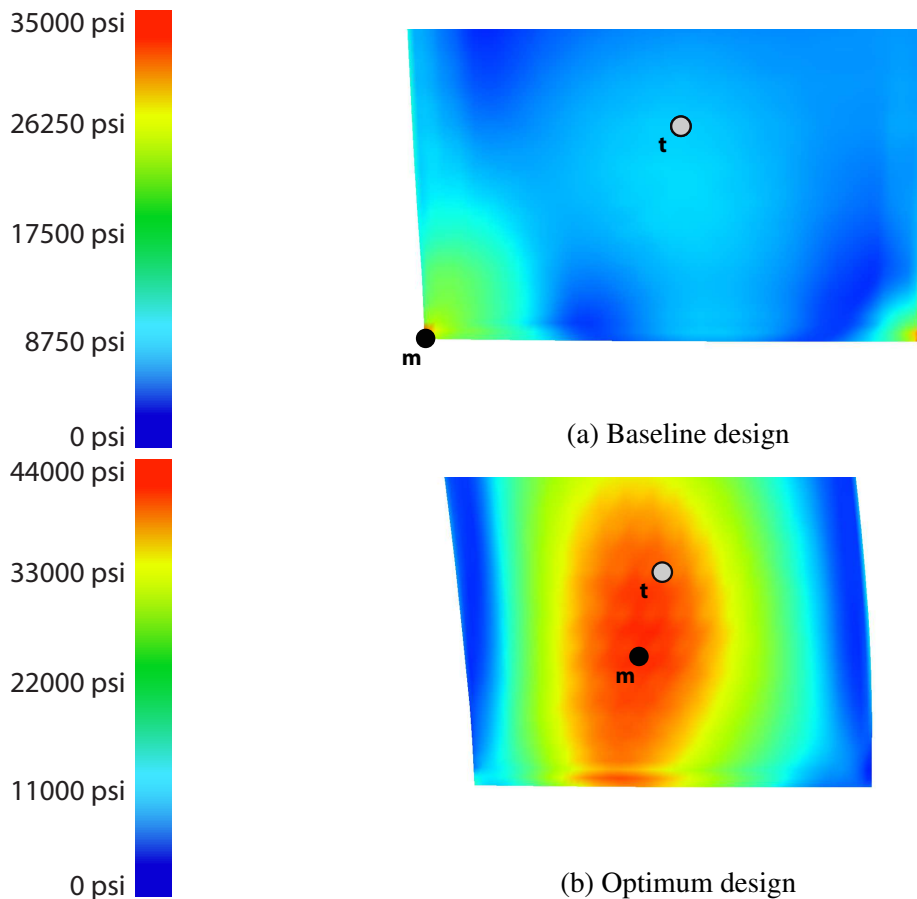 35000 psi
26250 psi
17500 psi
8750 psi
0 psi
t
m
(a) Baseline design
44000 psi
33000 psi
22000 psi
11000 psi
0 psi
t
m
(b) Optimum design